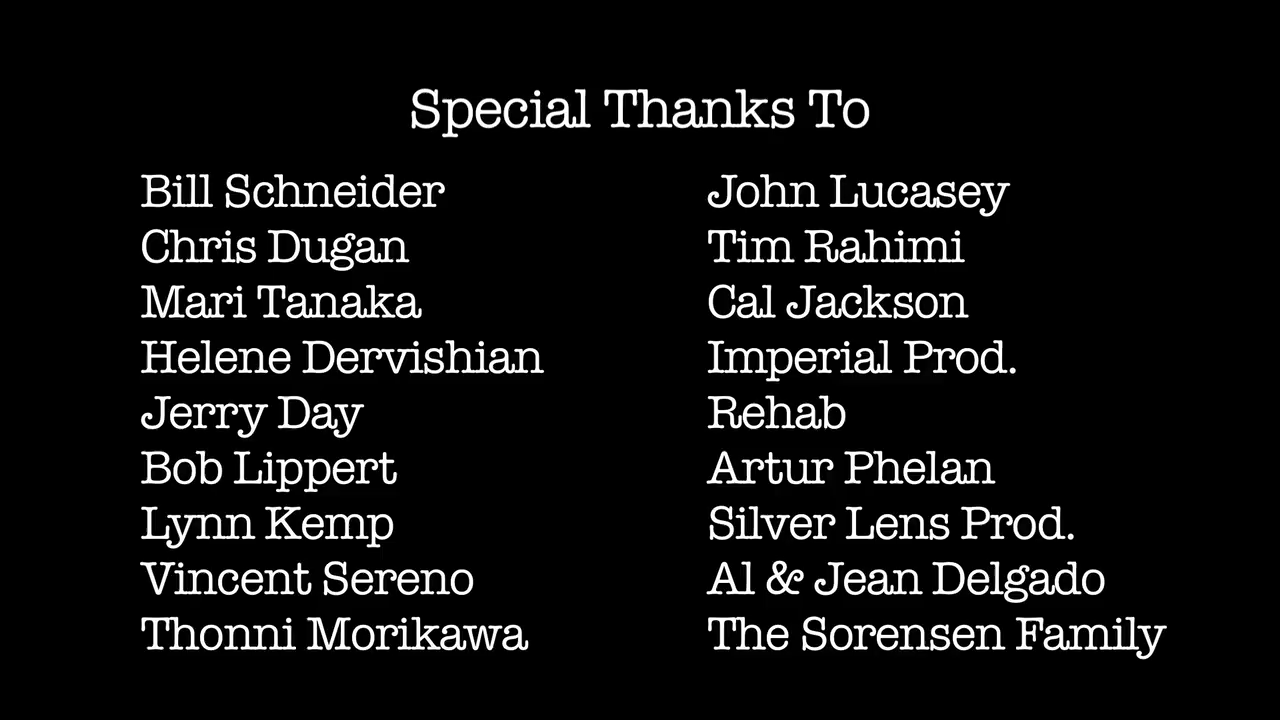 Special Thanks To
Bill Schneider
Chris Dugan
Mari Tanaka
Helene Dervishian
Jerry Day
Bob Lippert
Lynn Kemp
Vincent Sereno
Thonni Morikawa
John Lucasey
Tim Rahimi
Cal Jackson
Imperial Prod.
Rehab
Artur Phelan
Silver Lens Prod.
Al & Jean Delgado
The Sorensen Family